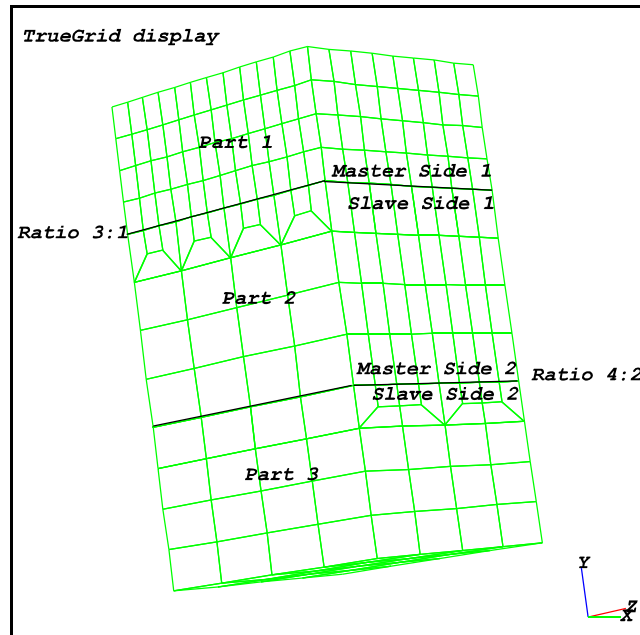 TrueGrid display
Part 1
Master Side 1
Slave Side 1
Ratio 3:1
Part 2
Master Side 2
Ratio 4:2
Slave Side 2
Part 3
Y
Z
X